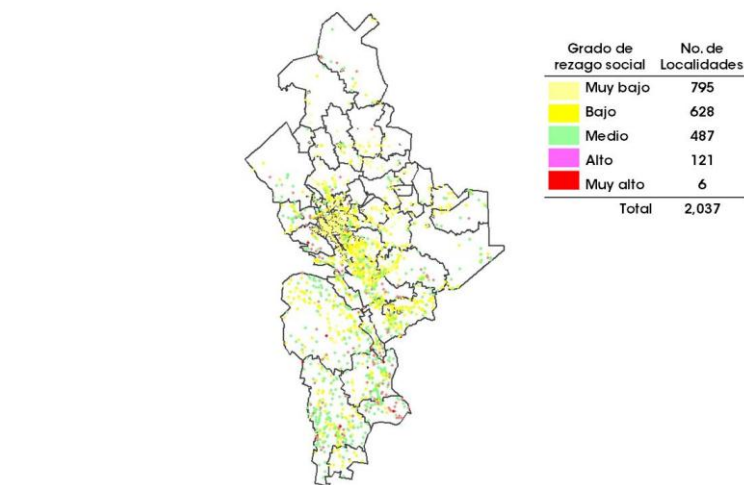 Grado de rezago social No. de Localidades
Muy bajo 795
Bajo 628
Medio 487
Alto 121
Muy alto 6
Total 2,037